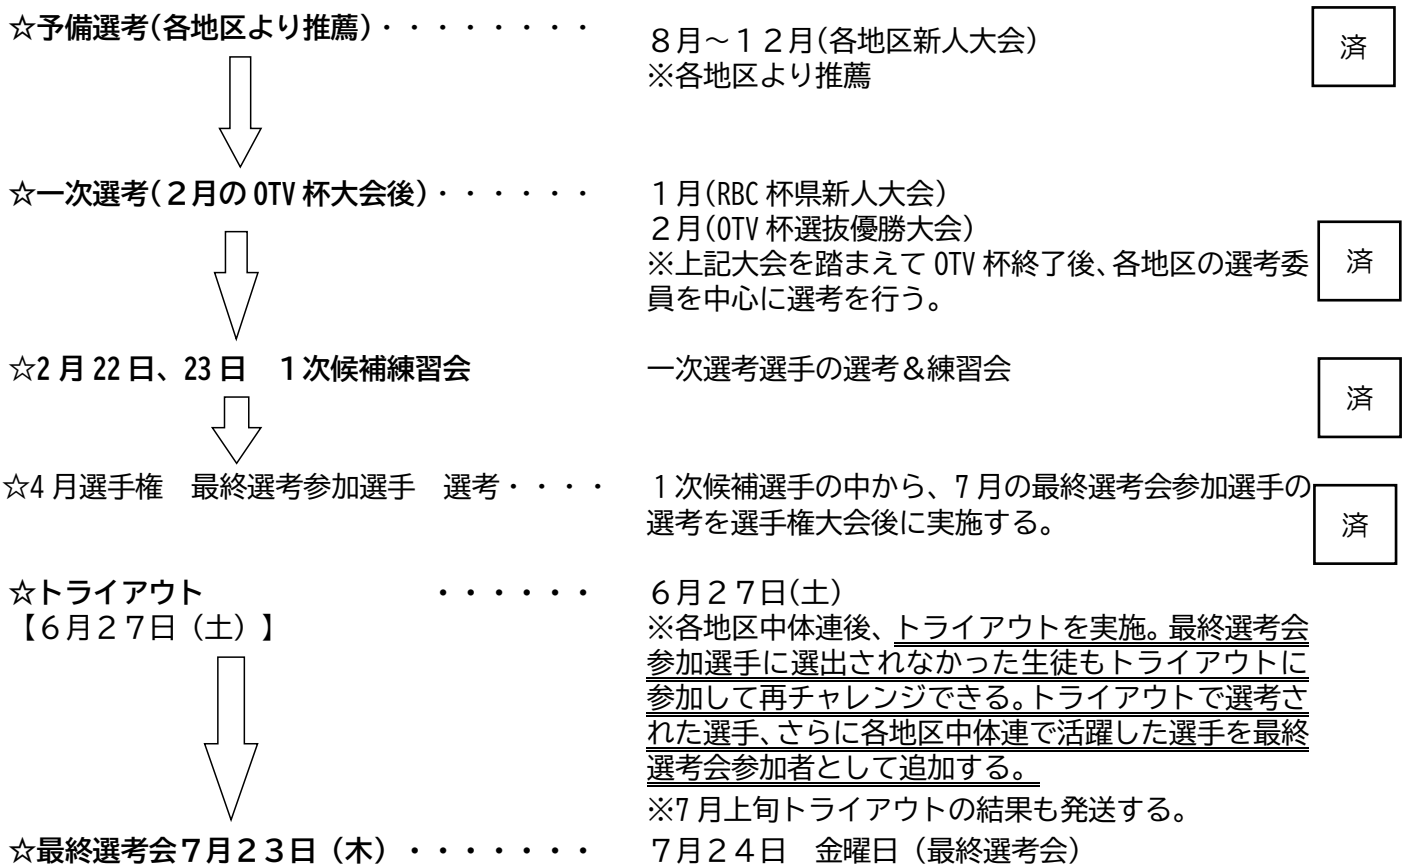 ☆予備選考(各地区より推薦)・・・・・・・・
８月～１２月(各地区新人大会)
※各地区より推薦
済
☆一次選考(２月の OTV 杯大会後)・・・・・・
１月(RBC 杯県新人大会)
２月(OTV 杯選抜優勝大会)
※上記大会を踏まえて OTV 杯終了後、各地区の選考委
員を中心に選考を行う。
済
☆2 月 22 日、23 日　１次候補練習会
一次選考選手の選考＆練習会
済
☆4 月選手権　最終選考参加選手　選考・・・・
１次候補選手の中から、7 月の最終選考会参加選手の
選考を選手権大会後に実施する。
済
☆トライアウト　・・・・・・
【６月２７日（土）】
６月２７日(土)
※各地区中体連後、トライアウトを実施。最終選考会
参加選手に選出されなかった生徒もトライアウトに
参加して再チャレンジできる。トライアウトで選考さ
れた選手、さらに各地区中体連で活躍した選手を最終
選考会参加者として追加する。
※7 月上旬トライアウトの結果も発送する。
☆最終選考会７月２３日（木）・・・・・・・
７月２４日　金曜日（最終選考会）